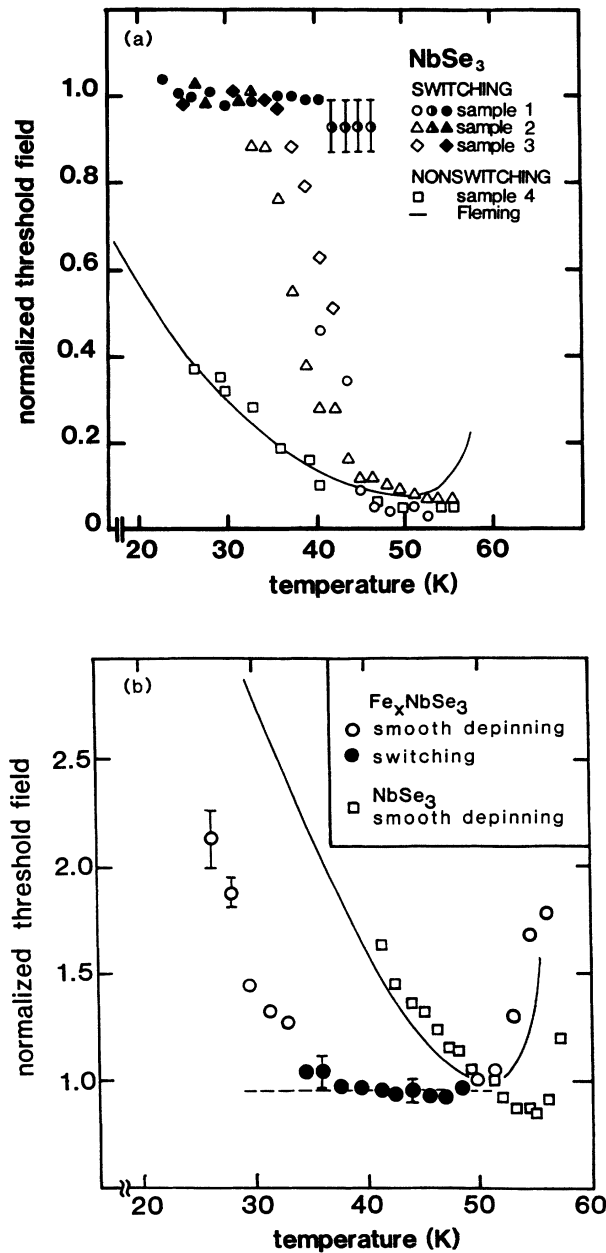 (a)
NbSe3
SWITCHING
sample 1
sample 2
sample 3
NONSWITCHING
sample 4
Fleming
normalized threshold field
1.0
0.8
0.6
0.4
0.2
0
20
30
40
50
60
temperature (K)
(b)
FexNbSe3
smooth depinning
switching
NbSe3
smooth depinning
normalized threshold field
2.5
2.0
1.5
1.0
20
30
40
50
60
temperature (K)